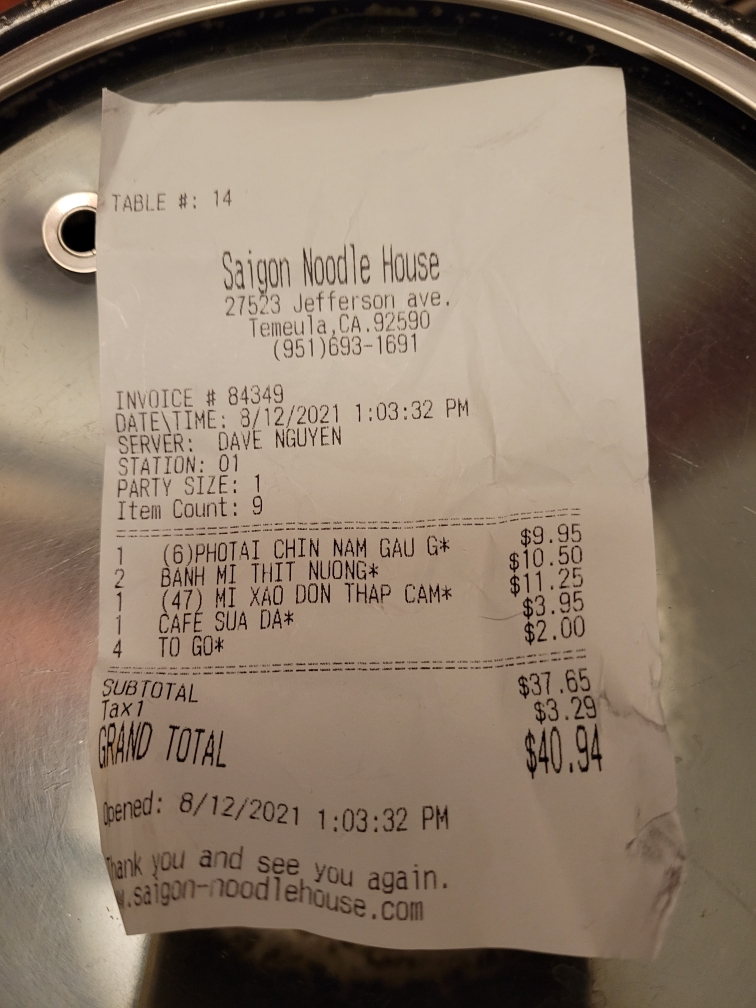 TABLE #: 14
Saigon Noodle House
27523 Jefferson ave.
Temeula,CA.92590
(951)693-1691
INVOICE # 84349
DATE\TIME: 8/12/2021 1:03:32 PM
SERVER: DAVE NGUYEN
STATION: 01
PARTY SIZE: 1
Item Count: 9
1 (6)PHOTAI CHIN NAM GAU G* $9.95
2 BANH MI THIT NUONG* $10.50
1 (47) MI XAO DON THAP CAM* $11.25
1 CAFE SUA DA* $3.95
4 TO GO* $2.00
SUBTOTAL $37.65
Tax1 $3.29
GRAND TOTAL $40.94
Opened: 8/12/2021 1:03:32 PM
Thank you and see you again.
.saigon-noodlehouse.com